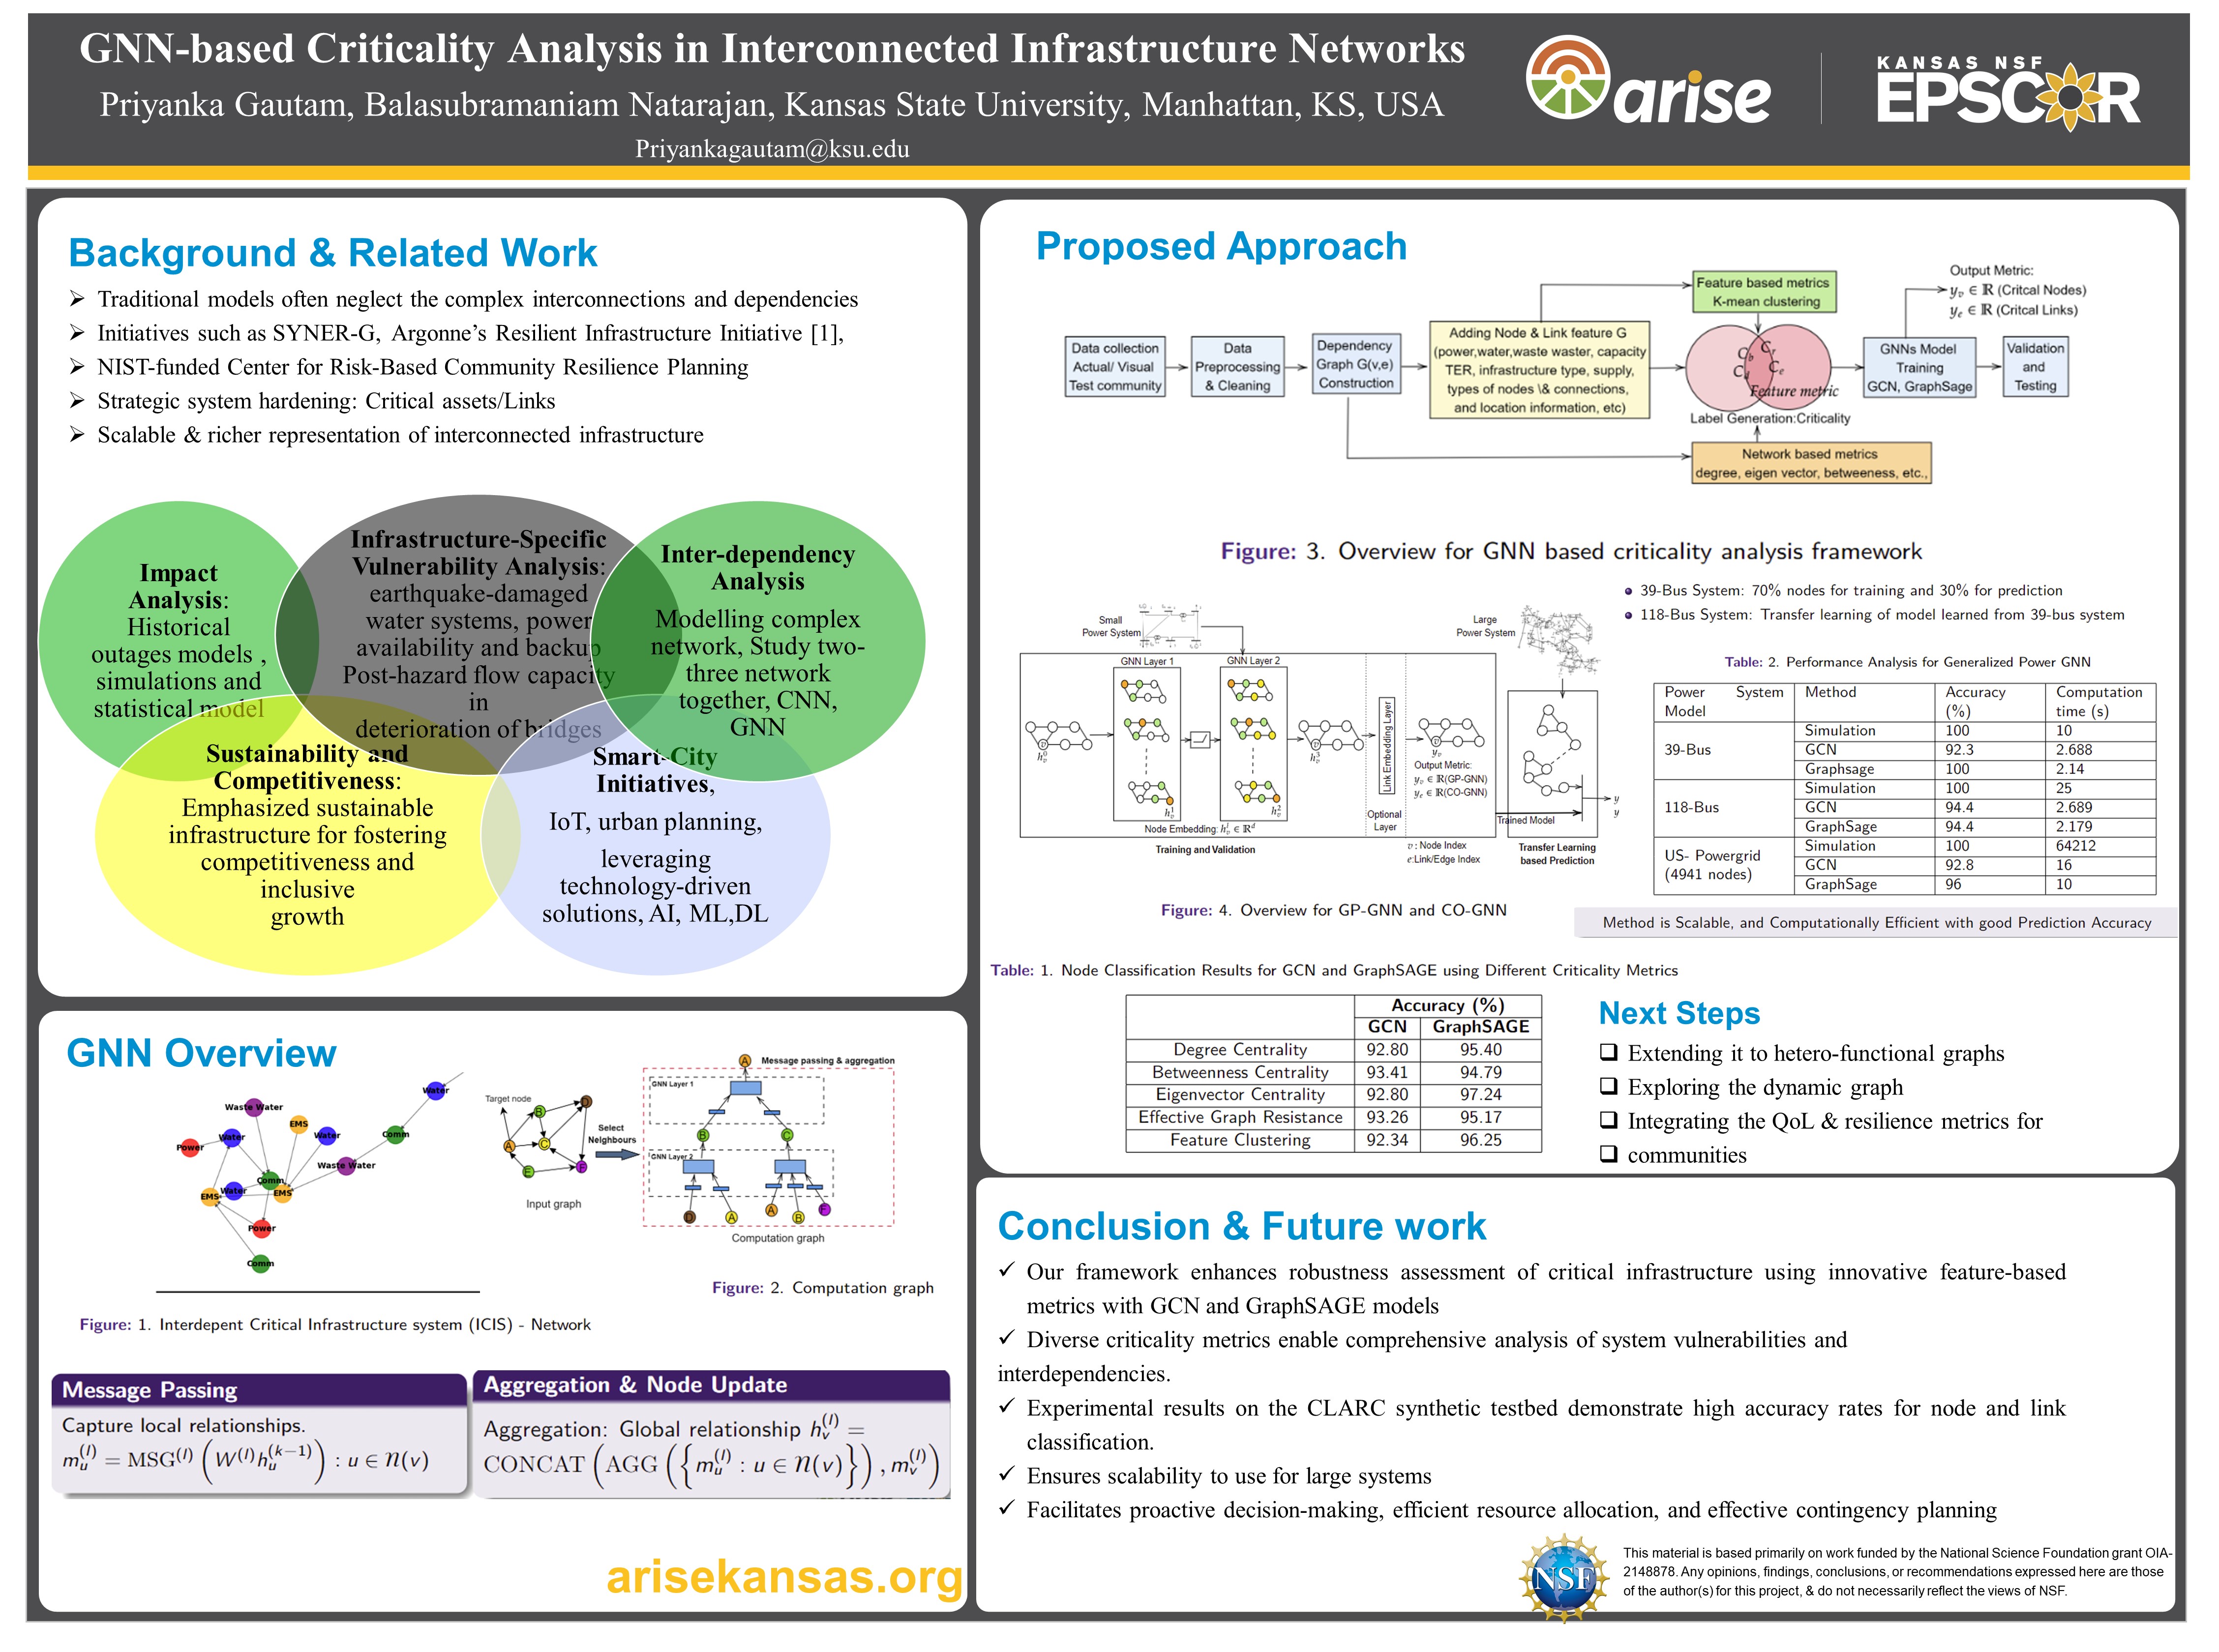 GNN-based Criticality Analysis in Interconnected Infrastructure Networks
Priyanka Gautam, Balasubramaniam Natarajan, Kansas State University, Manhattan, KS, USA
Priyankagautam@ksu.edu
arise
KANSAS NSF
EPSCOR
Background & Related Work
➢ Traditional models often neglect the complex interconnections and dependencies
➢ Initiatives such as SYNER-G, Argonne's Resilient Infrastructure Initiative [1],
➢ NIST-funded Center for Risk-Based Community Resilience Planning
➢ Strategic system hardening: Critical assets/Links
➢ Scalable & richer representation of interconnected infrastructure
Impact
Analysis:
Historical
outages models ,
simulations and
statistical model
Infrastructure-Specific
Vulnerability Analysis:
earthquake-damaged
water systems, power
availability and backup
Post-hazard flow capacity
in
deterioration of bridges
Inter-dependency
Analysis
Modelling complex
network, Study two-
three network
together, CNN,
GNN
Sustainability and
Competitiveness:
Emphasized sustainable
infrastructure for fostering
competitiveness and
inclusive
growth
Smart-City
Initiatives,
IoT, urban planning,
leveraging
technology-driven
solutions, AI, ML,DL
GNN Overview
Water
Waste Water
EMS
Water
Water
Comm
Power
Waste Water
Comm
EMS
Water
EMS
Power
Comm
Target node
B
D
A
C
E
F
Select
Neighbours
Input graph
A
Message passing & aggregation
GNN Layer 1
B
C
GNN Layer 2
D
A
A
B
F
Computation graph
Figure: 2. Computation graph
Figure: 1. Interdepent Critical Infrastructure system (ICIS) - Network
Message Passing
Capture local relationships.
m_u^(l) = MSG^(l) (W^(l) h_u^(k−1)) : u ∈ N(v)
Aggregation & Node Update
Aggregation: Global relationship h_v^(l) =
CONCAT (AGG ({m_u^(l) : u ∈ N(v)}) , m_v^(l))
arisekansas.org
Proposed Approach
Data collection
Actual/ Visual
Test community
Data
Preprocessing
& Cleaning
Dependency
Graph G(v,e)
Construction
Adding Node & Link feature G
(power,water,waste waster, capacity
TER, infrastructure type, supply,
types of nodes \& connections,
and location information, etc)
Feature based metrics
K-mean clustering
C_b
C_r
C_d
C_e
Feature metric
Label Generation:Criticality
Network based metrics
degree, eigen vector, betweeness, etc.,
GNNs Model
Training
GCN, GraphSage
Output Metric:
y_v ∈ ℝ (Critcal Nodes)
y_e ∈ ℝ (Critcal Links)
Validation
and
Testing
Figure: 3. Overview for GNN based criticality analysis framework
Small
Power System
GNN Layer 1
GNN Layer 2
v
h_v^0
h_v^1
h_v^2
v
h_v^3
Node Embedding: h_v^l ∈ ℝ^d
Training and Validation
Link Embedding Layer
Optional
Layer
v
y_v
Output Metric:
y_v ∈ ℝ(GP-GNN)
y_e ∈ ℝ(CO-GNN)
v : Node Index
e:Link/Edge Index
Large
Power System
Trained Model
y
y
Transfer Learning
based Prediction
Figure: 4. Overview for GP-GNN and CO-GNN
• 39-Bus System: 70% nodes for training and 30% for prediction
• 118-Bus System: Transfer learning of model learned from 39-bus system
Table: 2. Performance Analysis for Generalized Power GNN
Power System Model | Method | Accuracy (%) | Computation time (s)
39-Bus | Simulation | 100 | 10
GCN | 92.3 | 2.688
Graphsage | 100 | 2.14
118-Bus | Simulation | 100 | 25
GCN | 94.4 | 2.689
GraphSage | 94.4 | 2.179
US- Powergrid (4941 nodes) | Simulation | 100 | 64212
GCN | 92.8 | 16
GraphSage | 96 | 10
Method is Scalable, and Computationally Efficient with good Prediction Accuracy
Table: 1. Node Classification Results for GCN and GraphSAGE using Different Criticality Metrics
Accuracy (%)
GCN | GraphSAGE
Degree Centrality | 92.80 | 95.40
Betweenness Centrality | 93.41 | 94.79
Eigenvector Centrality | 92.80 | 97.24
Effective Graph Resistance | 93.26 | 95.17
Feature Clustering | 92.34 | 96.25
Next Steps
❑ Extending it to hetero-functional graphs
❑ Exploring the dynamic graph
❑ Integrating the QoL & resilience metrics for
❑ communities
Conclusion & Future work
✓ Our framework enhances robustness assessment of critical infrastructure using innovative feature-based
metrics with GCN and GraphSAGE models
✓ Diverse criticality metrics enable comprehensive analysis of system vulnerabilities and
interdependencies.
✓ Experimental results on the CLARC synthetic testbed demonstrate high accuracy rates for node and link
classification.
✓ Ensures scalability to use for large systems
✓ Facilitates proactive decision-making, efficient resource allocation, and effective contingency planning
NSF
This material is based primarily on work funded by the National Science Foundation grant OIA-
2148878. Any opinions, findings, conclusions, or recommendations expressed here are those
of the author(s) for this project, & do not necessarily reflect the views of NSF.